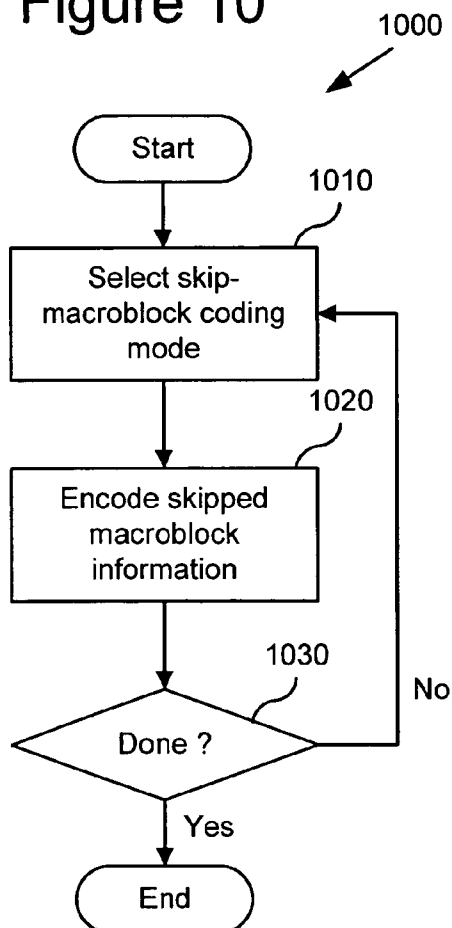 Figure 10
1000
Start
1010
Select skip-
macroblock coding
mode
1020
Encode skipped
macroblock
information
1030
Done ?
No
Yes
End